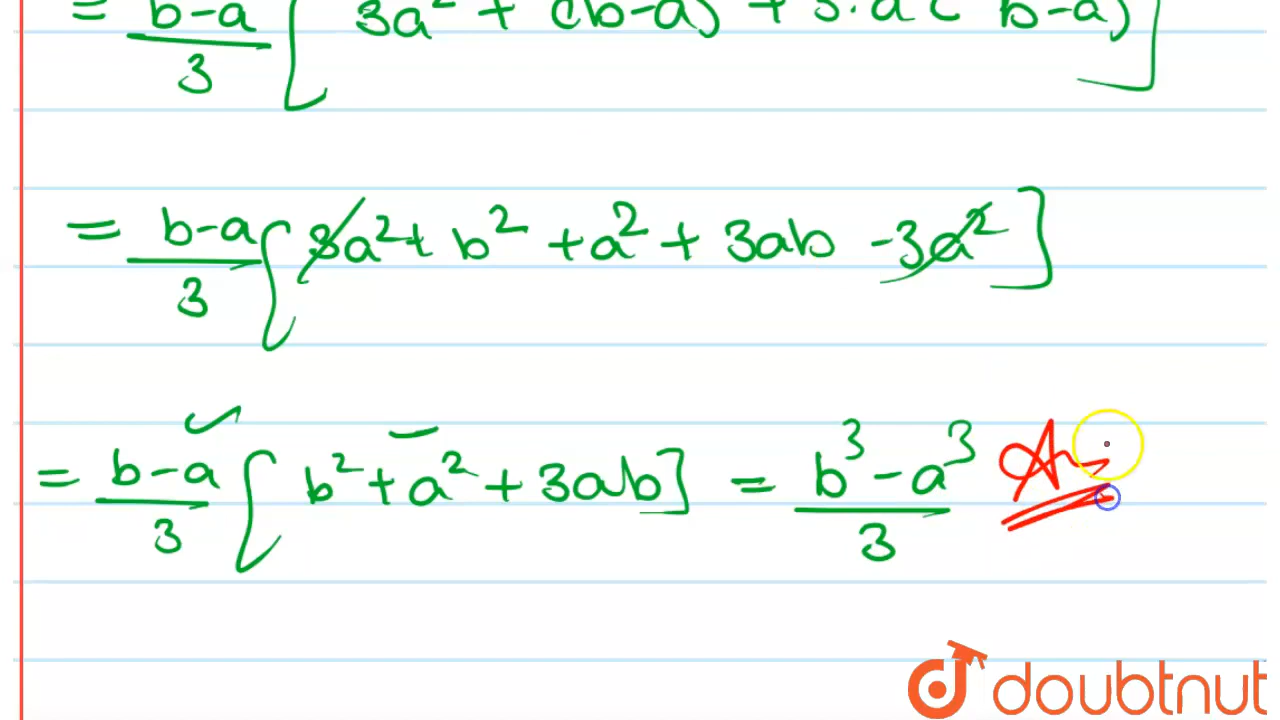 = b-a/3 [ 3a² + (b-a) + 3·a ( b-a) ]
= b-a/3 [ 3a² + b² + a² + 3ab - 3a² ]
= b-a/3 [ b² + a² + 3ab ] = b³ - a³/3 Ans
doubtnut